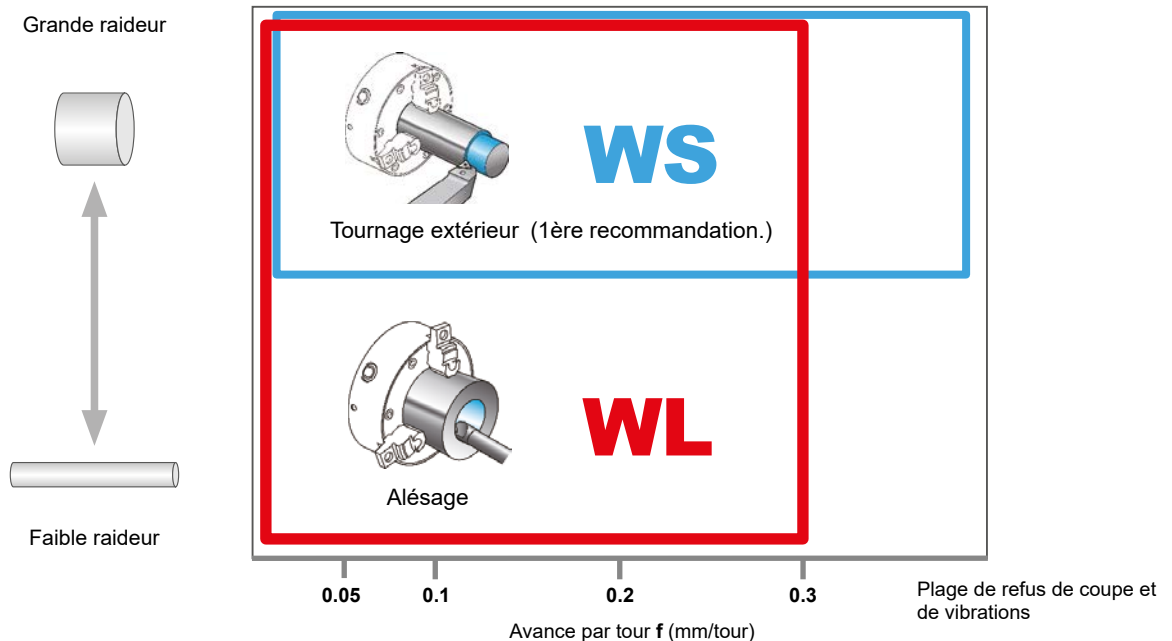 Grande raideur
WS
Tournage extérieur (1ère recommandation.)
WL
Alésage
Faible raideur
0.05 0.1 0.2 0.3
Plage de refus de coupe et
de vibrations
Avance par tour f (mm/tour)